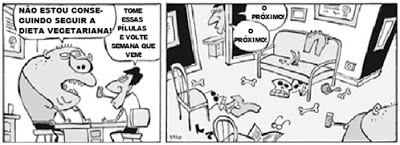 NÃO ESTOU CONSE-
GUINDO SEGUIR A
DIETA VEGETARIANA!
TOME
ESSAS
PÍLULAS
E VOLTE
SEMANA QUE
VEM!
O
PRÓXIMO!
O
PRÓXIMO!